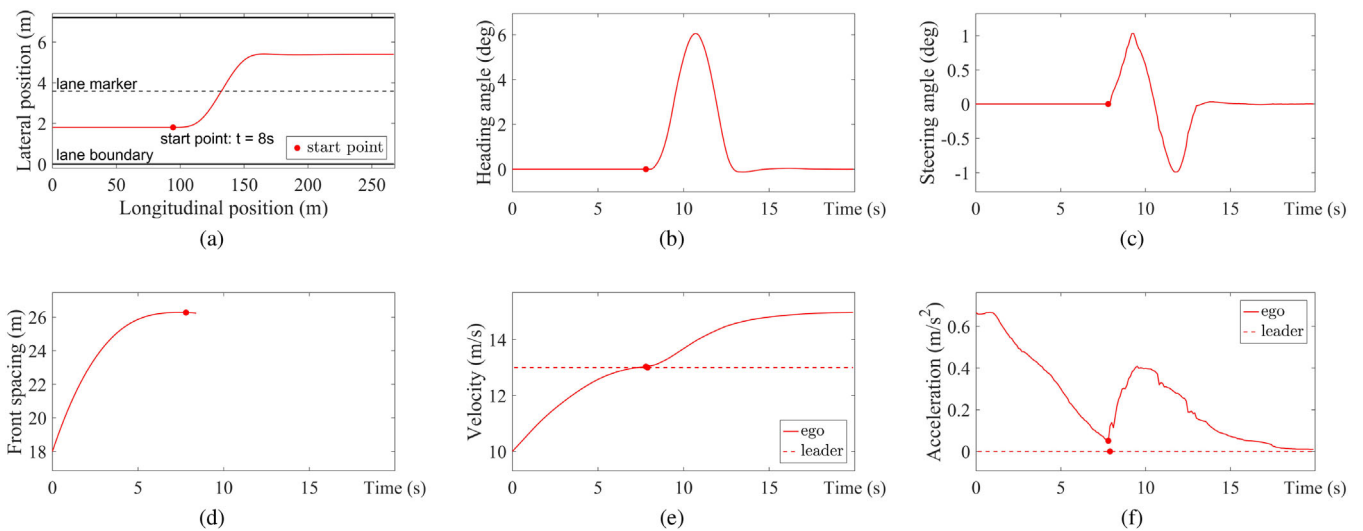 Lateral position (m)
6
4
2
0
lane marker
start point: t = 8s
lane boundary
start point
0 50 100 150 200 250
Longitudinal position (m)
(a)
Heading angle (deg)
6
4
2
0
0 5 10 15 Time (s)
(b)
Steering angle (deg)
1
0.5
0
-0.5
-1
0 5 10 15 Time (s)
(c)
Front spacing (m)
26
24
22
20
18
0 5 10 15 Time (s)
(d)
Velocity (m/s)
14
12
10
ego
leader
0 5 10 15 Time (s)
(e)
Acceleration (m/s²)
0.6
0.4
0.2
0
ego
leader
0 5 10 15 Time (s)
(f)